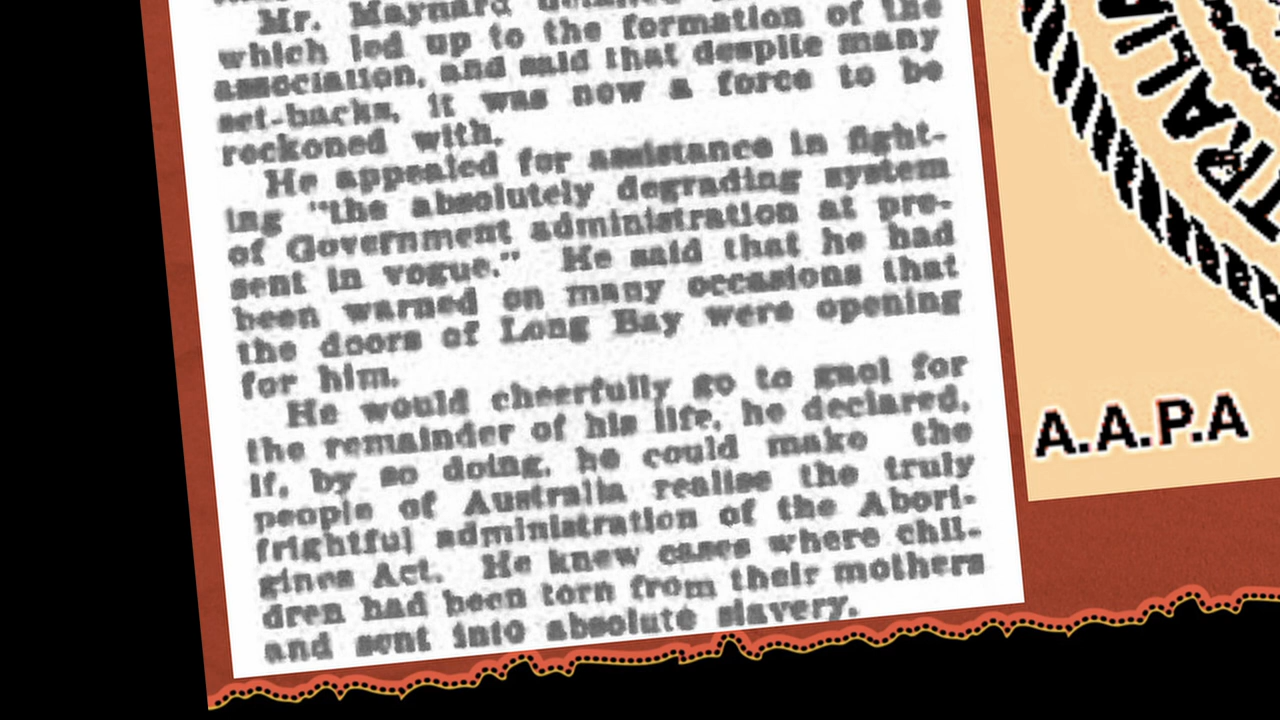 Mr. Maynard
which led up to the formation of the
association, and said that despite many
set-backs, it was now a force to be
reckoned with.
He appealed for assistance in fight-
ing "the absolutely degrading system
of Government administration at pre-
sent in vogue." He said that he had
been warned on many occasions that
the doors of Long Bay were opening
for him.
He would cheerfully go to gaol for
the remainder of his life, he declared,
if, by so doing, he could make the
people of Australia realise the truly
frightful administration of the Abori-
gines Act. He knew cases where chil-
dren had been torn from their mothers
and sent into absolute slavery.
TRALIA
A.A.P.A